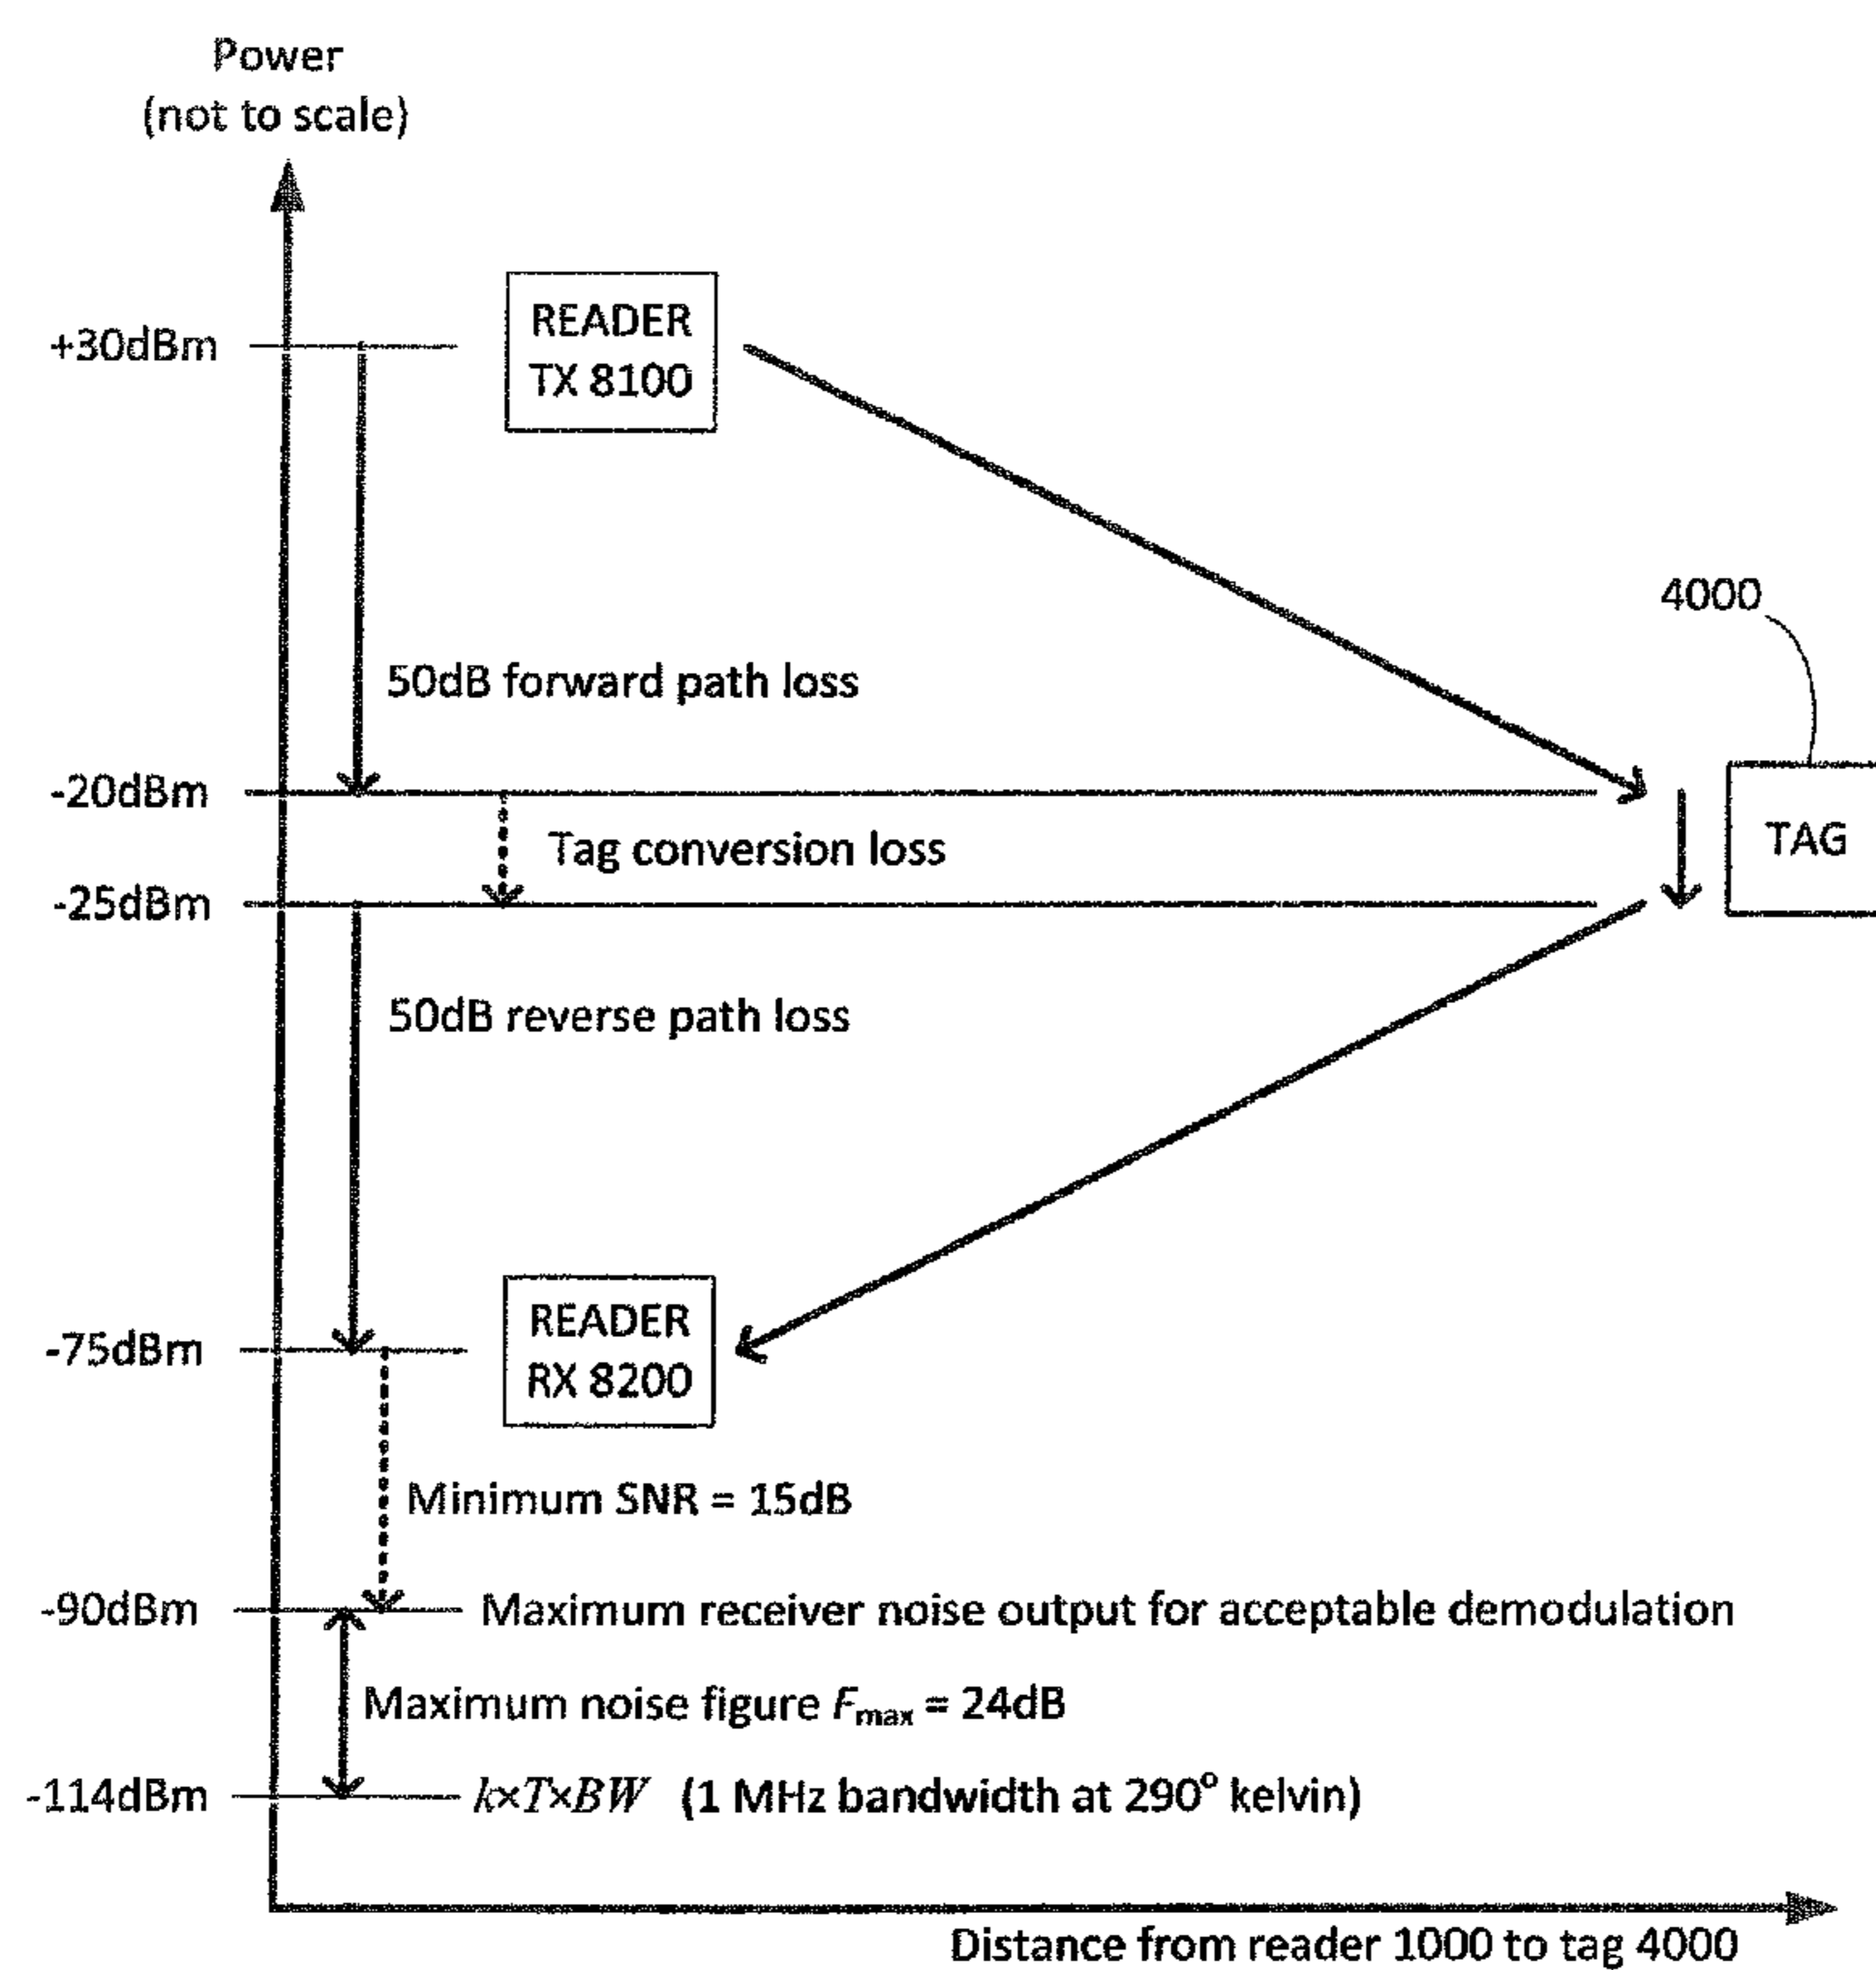 Power
(not to scale)
+30dBm
READER
TX 8100
4000
50dB forward path loss
-20dBm
Tag conversion loss
TAG
-25dBm
50dB reverse path loss
-75dBm
READER
RX 8200
Minimum SNR = 15dB
-90dBm
Maximum receiver noise output for acceptable demodulation
Maximum noise figure Fmax = 24dB
-114dBm
k×T×BW (1 MHz bandwidth at 290° kelvin)
Distance from reader 1000 to tag 4000